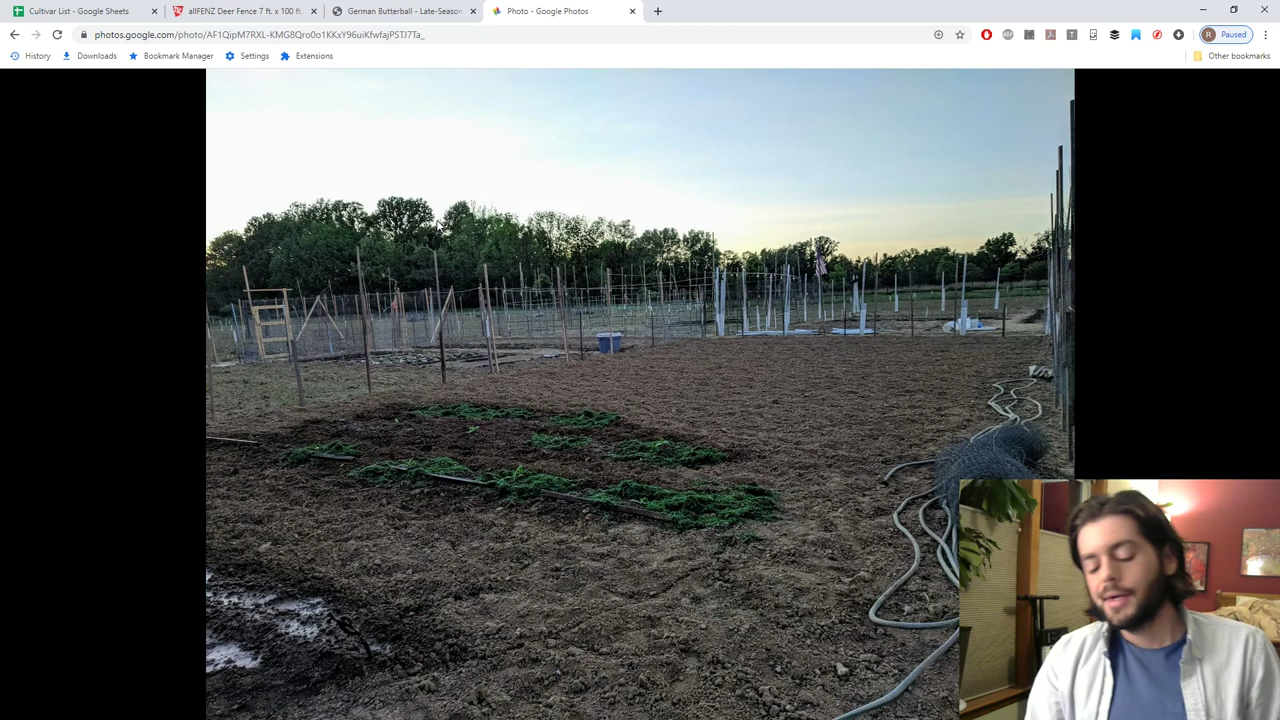 Cultivar List - Google Sheets
allFENZ Deer Fence 7 ft. x 100 ft.
German Butterball - Late-Season
Photo - Google Photos
photos.google.com/photo/AF1QipM7RXL-KMG8Qro0o1KKxY96uiKfwfajPSTJ7Ta_
R Paused
History
Downloads
Bookmark Manager
Settings
Extensions
Other bookmarks